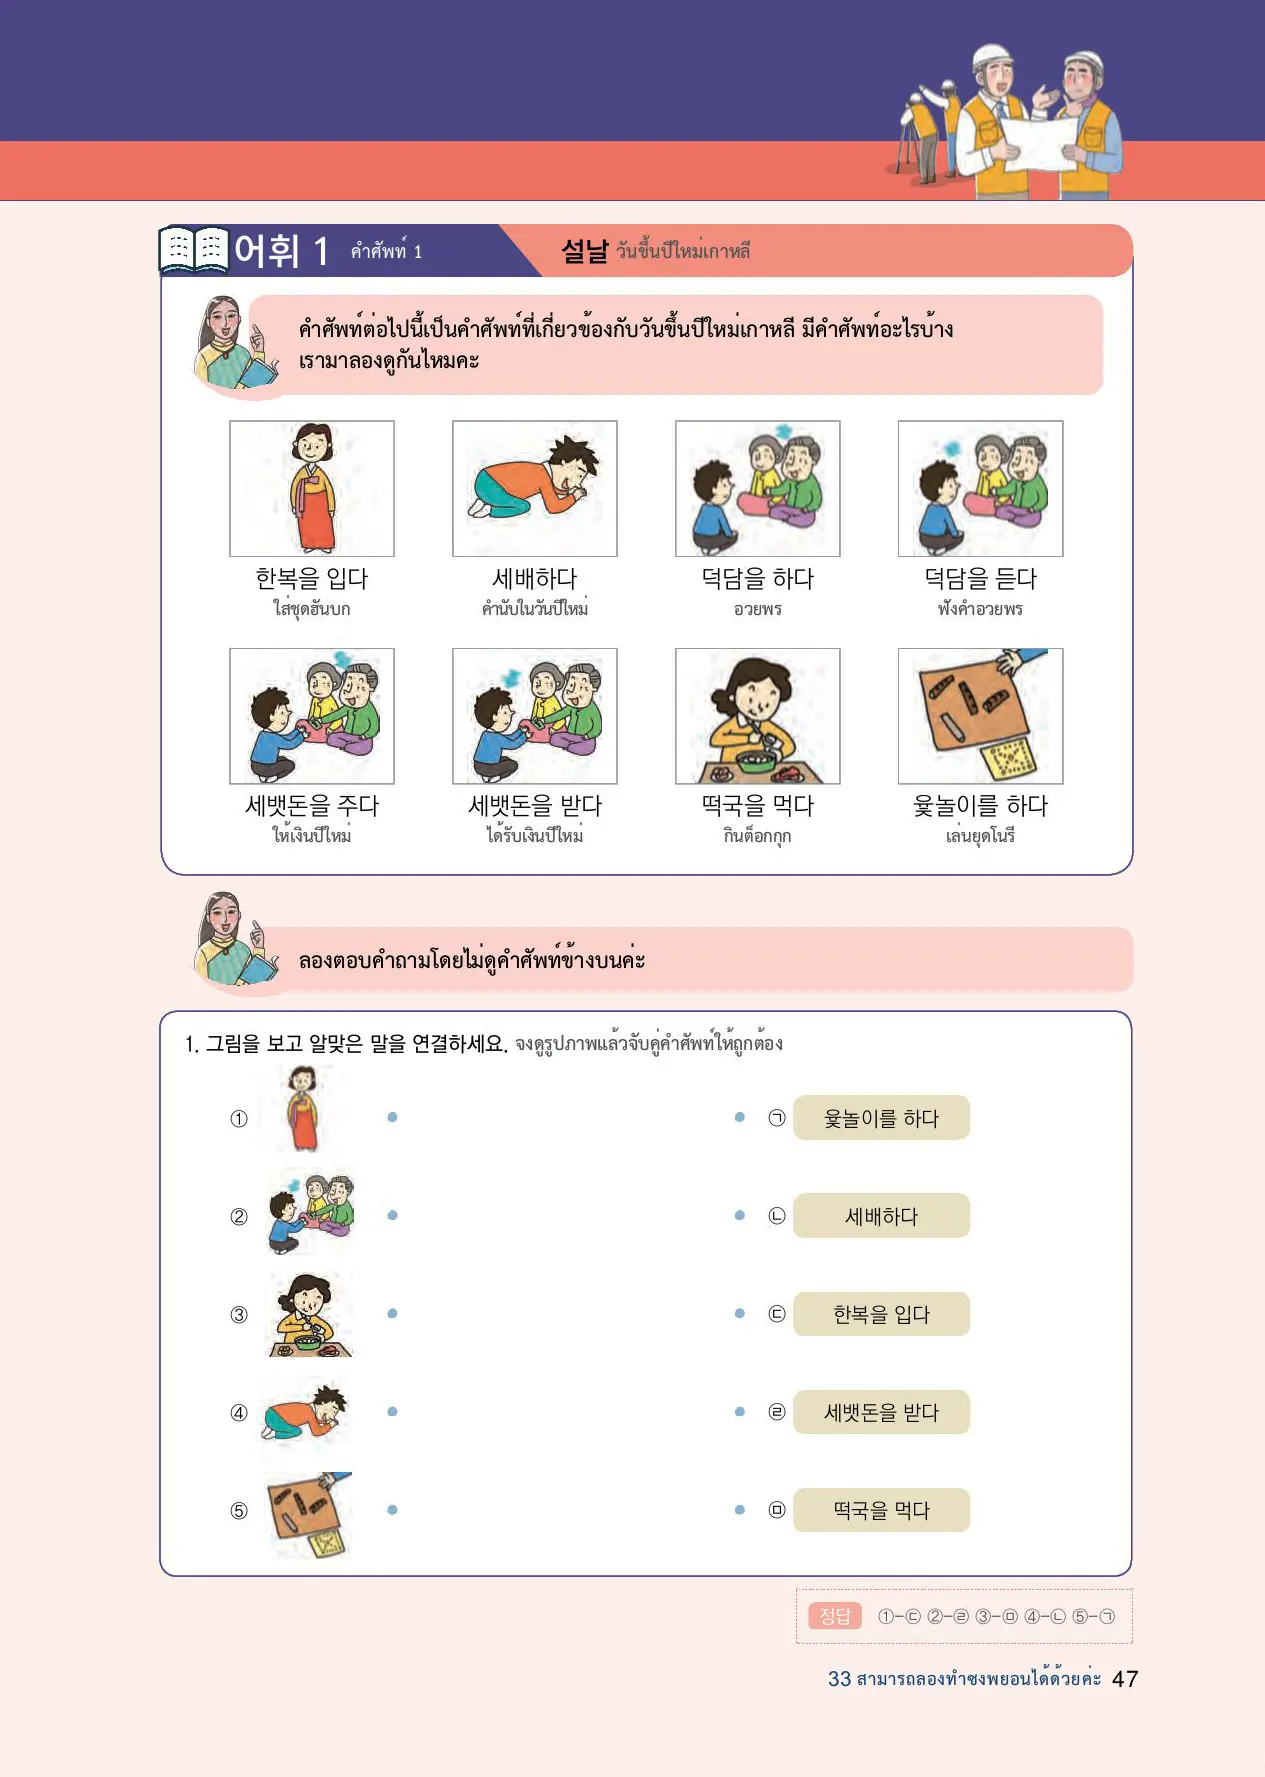 어휘 1 คำศัพท์ 1 설날 วันขึ้นปีใหม่เกาหลี
คำศัพท์ต่อไปนี้เป็นคำศัพท์ที่เกี่ยวข้องกับวันขึ้นปีใหม่เกาหลี มีคำศัพท์อะไรบ้าง
เรามาลองดูกันไหมคะ
한복을 입다 세배하다 덕담을 하다 덕담을 듣다
ใส่ชุดฮันบก คำนับในวันปีใหม่ อวยพร ฟังคำอวยพร
세뱃돈을 주다 세뱃돈을 받다 떡국을 먹다 윷놀이를 하다
ให้เงินปีใหม่ ได้รับเงินปีใหม่ กินต็อกกุก เล่นยุดโนรี
ลองตอบคำถามโดยไม่ดูคำศัพท์ข้างบนค่ะ
1. 그림을 보고 알맞은 말을 연결하세요. จงดูรูปภาพแล้วจับคู่คำศัพท์ให้ถูกต้อง
① ㉠ 윷놀이를 하다
② ㉡ 세배하다
③ ㉢ 한복을 입다
④ ㉣ 세뱃돈을 받다
⑤ ㉤ 떡국을 먹다
정답 ①-㉢ ②-㉣ ③-㉤ ④-㉡ ⑤-㉠
33 สามารถลองทำซงพยอนได้ด้วยค่ะ 47